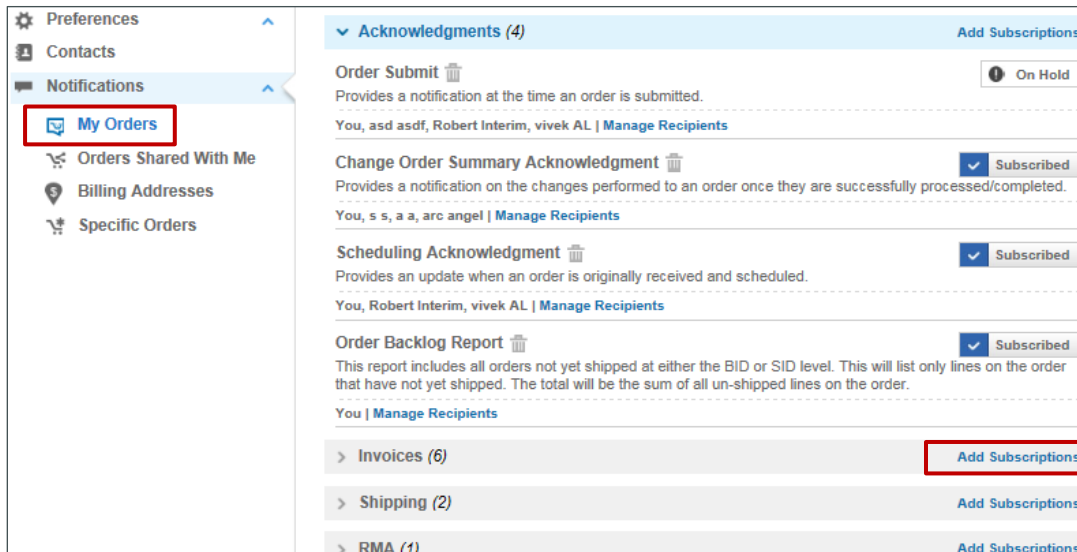 Preferences
Contacts
Notifications
My Orders
Orders Shared With Me
Billing Addresses
Specific Orders
Acknowledgments (4)
Add Subscriptions
Order Submit
On Hold
Provides a notification at the time an order is submitted.
You, asd asdf, Robert Interim, vivek AL | Manage Recipients
Change Order Summary Acknowledgment
Subscribed
Provides a notification on the changes performed to an order once they are successfully processed/completed.
You, s s, a a, arc angel | Manage Recipients
Scheduling Acknowledgment
Subscribed
Provides an update when an order is originally received and scheduled.
You, Robert Interim, vivek AL | Manage Recipients
Order Backlog Report
Subscribed
This report includes all orders not yet shipped at either the BID or SID level. This will list only lines on the order
that have not yet shipped. The total will be the sum of all un-shipped lines on the order.
You | Manage Recipients
Invoices (6)
Add Subscriptions
Shipping (2)
Add Subscriptions
RMA (1)
Add Subscriptions